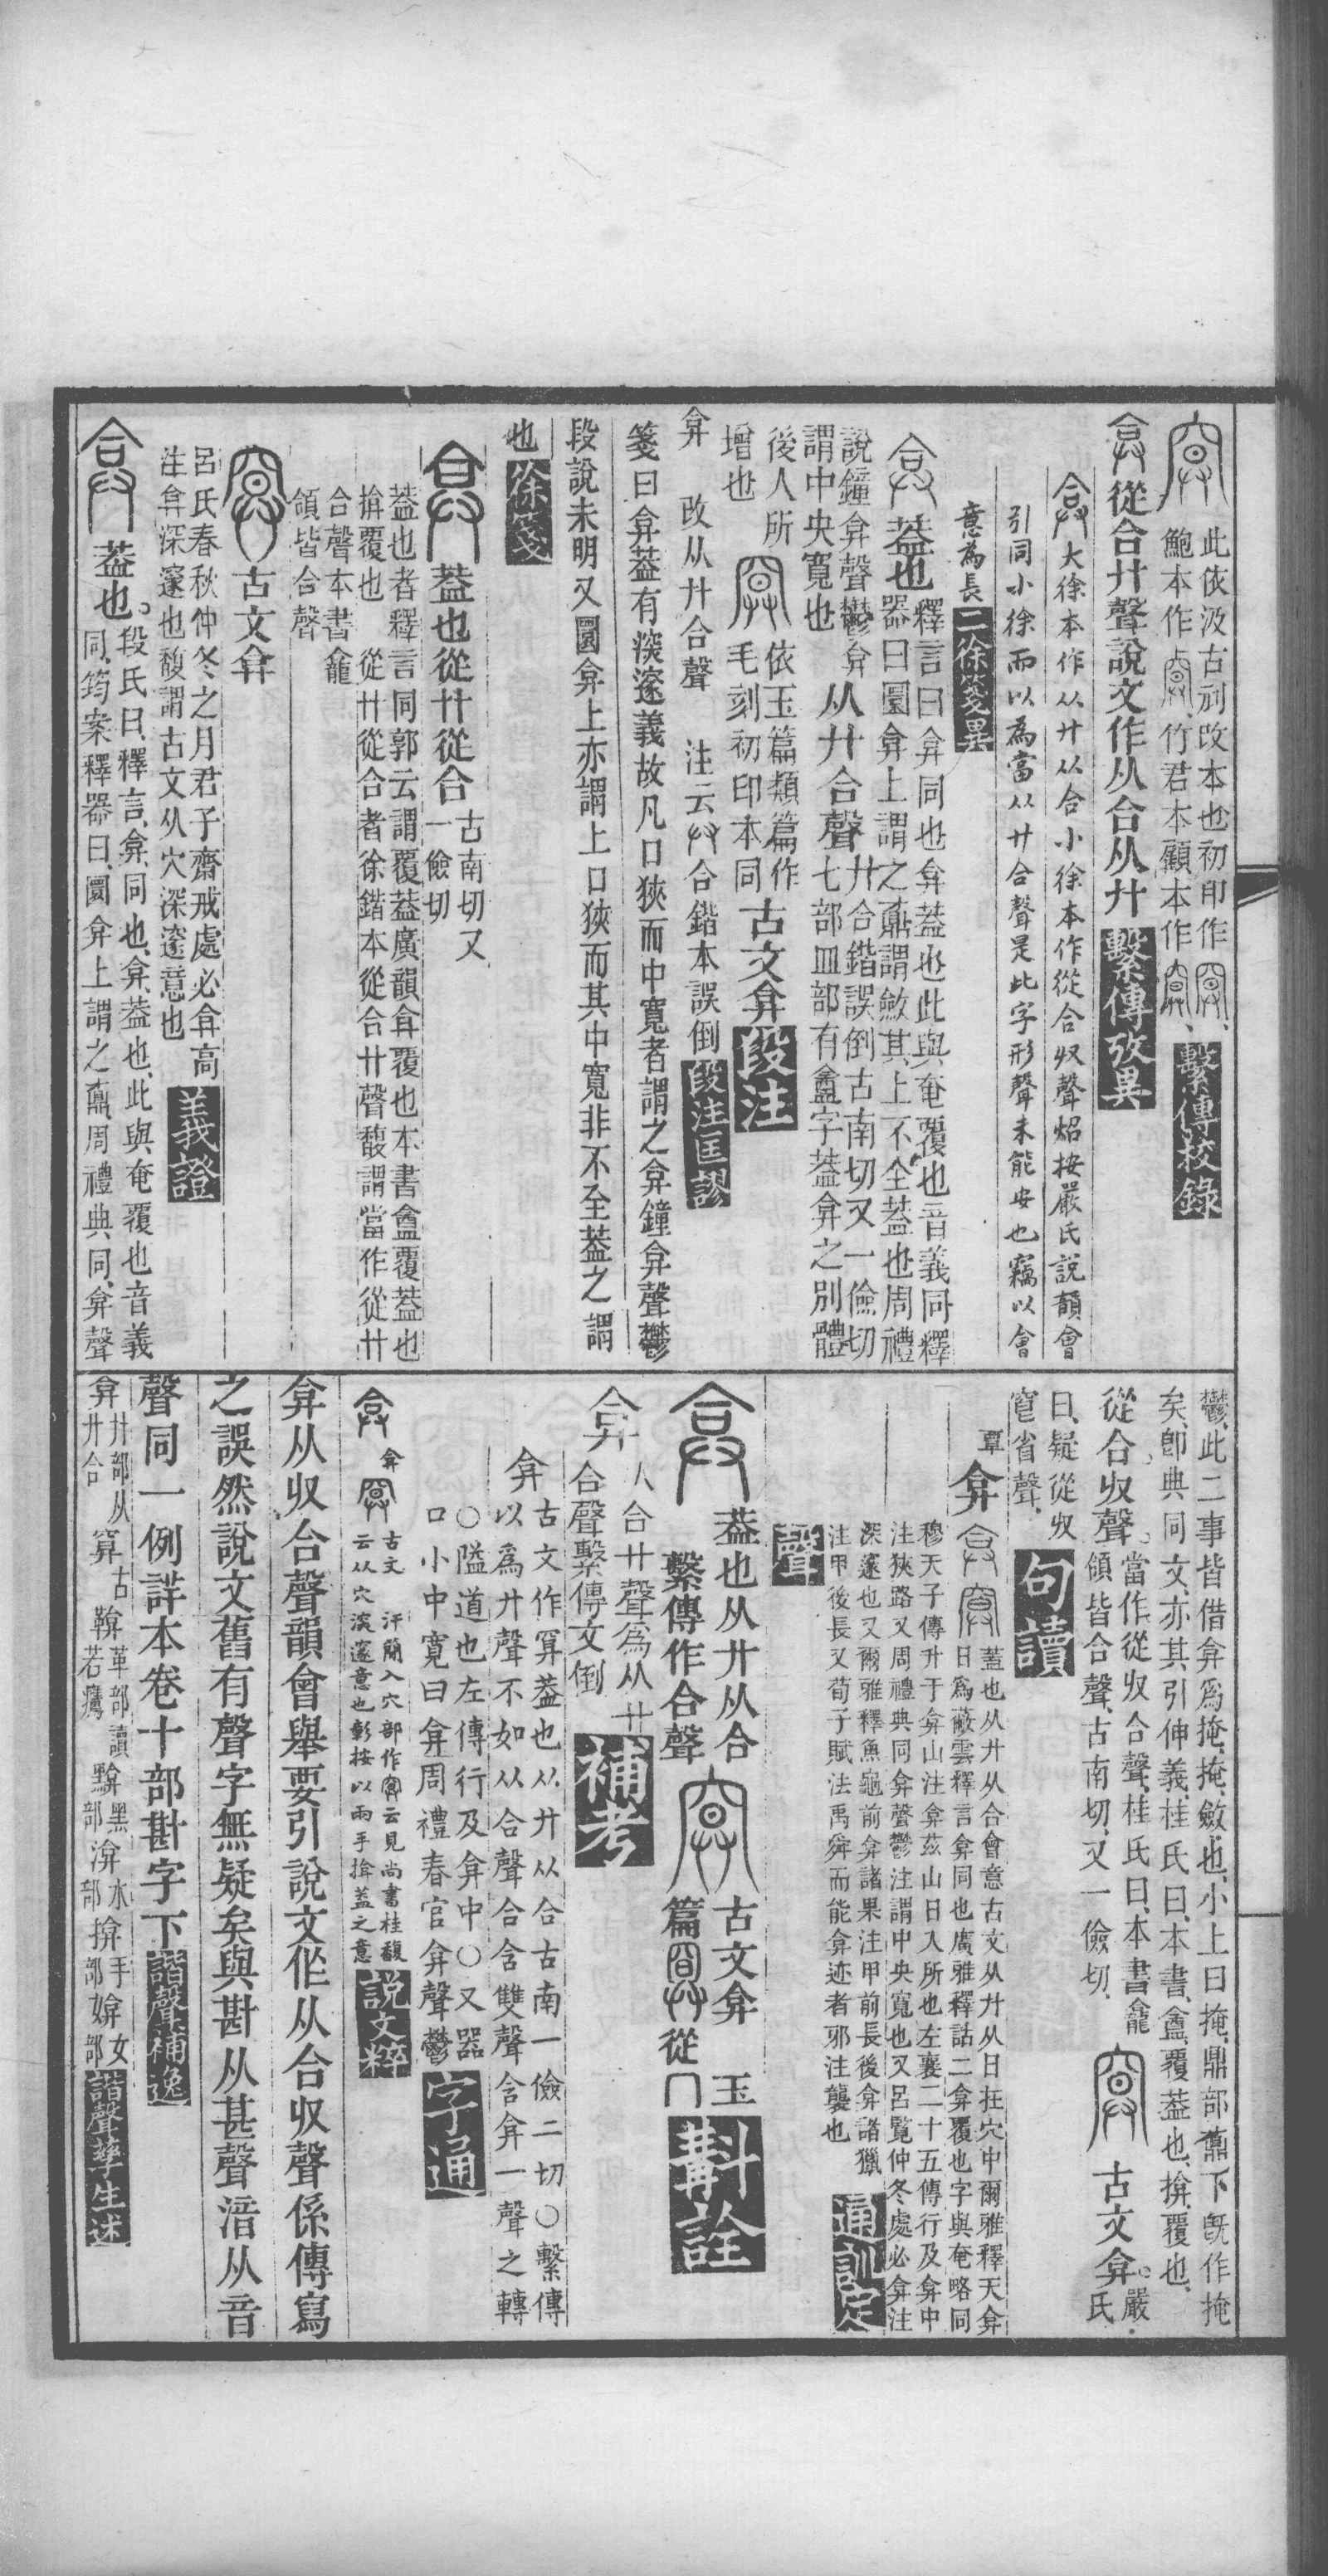 此依汲古剜改本也初印作
鮑本作竹君本顧本作
繫傳校錄
從合廾聲說文作从合从廾
繫傳攷異
大徐本作从廾从合小徐本作從合収聲炤按嚴氏說韻會
引同小徐而以為當从廾合聲是此字形聲未能安也竊以會
意為長
二徐箋異
葢也
釋言曰弇同也弇葢也此與奄覆也音義同釋
器曰圜弇上謂之鼒謂斂其上不全葢也周禮
說鐘弇聲鬱弇
謂中央寬也
从廾合聲
廾合鍇誤倒古南切又一儉切
七部皿部有盦字葢弇之別體
後人所
增也
依玉篇類篇作
毛刻初印本同
古文弇
段注
弇
改从廾合聲
注云合鍇本誤倒
段注匡謬
箋曰弇葢有淡邃義故凡口狹而中寬者謂之弇鐘弇聲鬱
段說未明又圜弇上亦謂上口狹而其中寬非不至葢之謂
也
徐箋
葢也從廾從合
古南切又
一儉切
葢也者釋言同郭云謂覆葢廣韻弇覆也本書盦覆葢也
揜覆也
從廾從合者徐鍇本從合廾聲馥謂當作從廾
合聲本書龕
頷皆合聲
古文弇
呂氏春秋仲冬之月君子齋戒處必弇高
注弇深邃也馥謂古文从穴深邃意也
義證
葢也
段氏曰釋言弇同也弇葢也此與奄覆也音義
同筠案釋器曰圜弇上謂之鼒周禮典同弇聲
鬱此二事皆借弇爲掩掩斂也小上曰掩鼎部鼒下旣作掩
矣卽典同文亦其引伸義桂氏曰本書盦覆葢也揜覆也
從合収聲
當作從収合聲桂氏曰本書龕
頷皆合聲古南切又一儉切
古文弇
嚴氏
曰疑從収
窅省聲
句讀
覃
弇
葢也从廾从合會意古文从廾从日在穴中爾雅釋天弇
日爲蔽雲釋言弇同也廣雅釋詁二弇覆也字與奄略同
穆天子傳升于弇山注弇茲山日入所也左襄二十五傳行及弇中
注狹路又周禮典同弇聲鬱注謂中央寬也又呂覽仲冬處必弇注
深邃也又爾雅釋魚龜前弇諸果注甲前長後弇諸獵
注甲後長又荀子賦法禹舜而能弇迹者邪注襲也
通訓定
聲
葢也从廾从合
繫傳作合聲
古文弇玉
篇從
斠詮
弇
从合廾聲爲从廾
合聲繫傳文倒
補考
弇
古文作葢也从廾从合古南一儉二切○繫傳
以為廾聲不如从合聲合含雙聲含弇一聲之轉
○隘道也左傳行及弇中○又器
口小中寬曰弇周禮春官弇聲鬱
字通
弇
古文
云从穴深邃意也彰按以兩手揜葢之意
汗簡入穴部作云見尚書桂馥
說文粹
弇从収合聲韻會舉要引說文作从合収聲係傳寫
之誤然說文舊有聲字無疑矣與斟从甚聲湆从音
聲同一例詳本卷十部斟字下
諧聲補逸
弇
廾部从
廾合
算古
鞥革部讀
若鷹
黭黑
部
渰水
部
揜手
部
媕女
部
諧聲孳生述